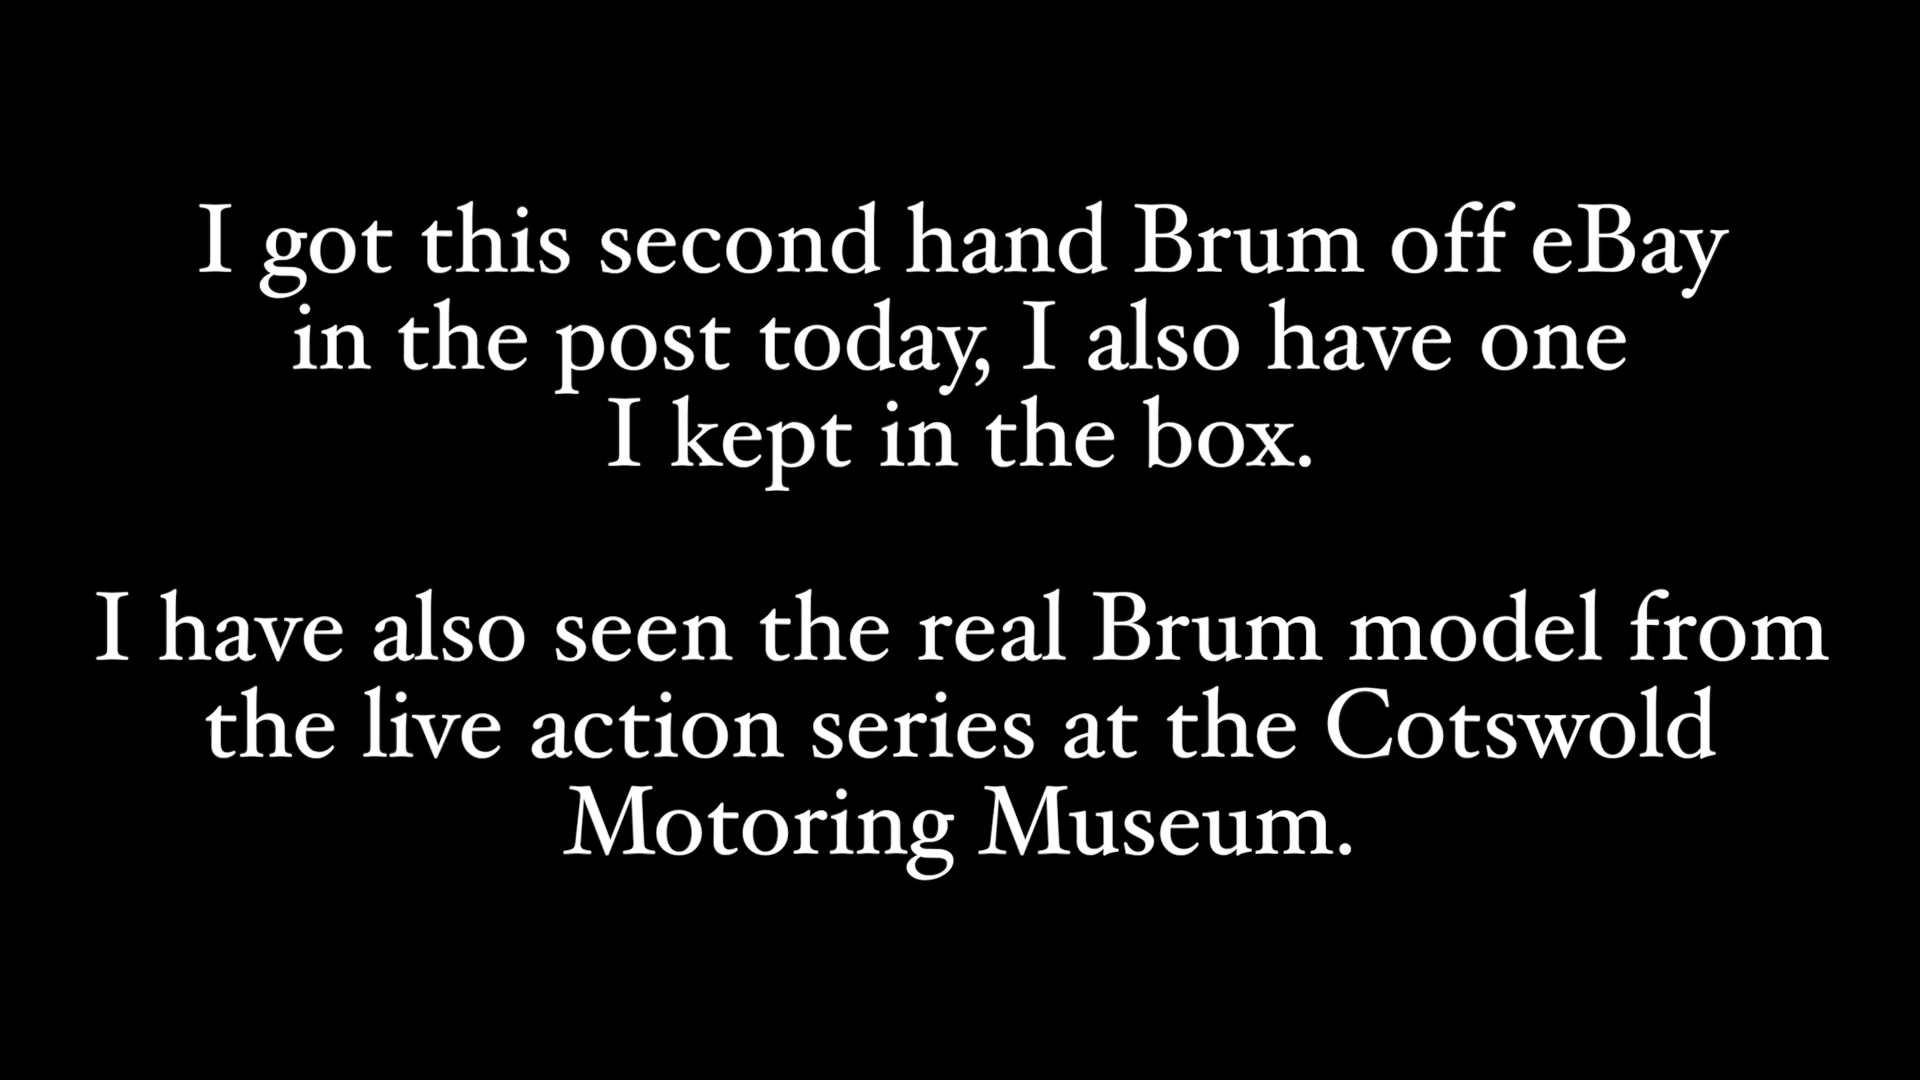 I got this second hand Brum off eBay
in the post today, I also have one
I kept in the box.
I have also seen the real Brum model from
the live action series at the Cotswold
Motoring Museum.